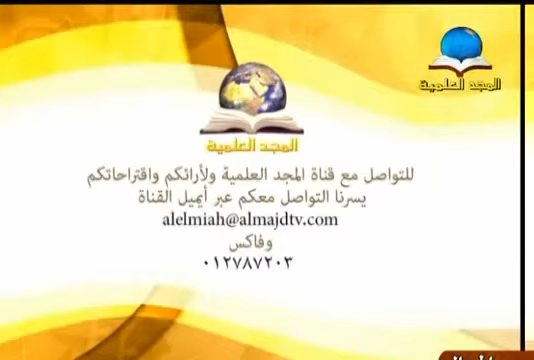 المجد العلمية
المجد العلمية
للتواصل مع قناة المجد العلمية ولأرائكم واقتراحاتكم
يسرنا التواصل معكم عبر أيميل القناة
alelmiah@almajdtv.com
وفاكس
٠١٢٧٨٧٢٠٣